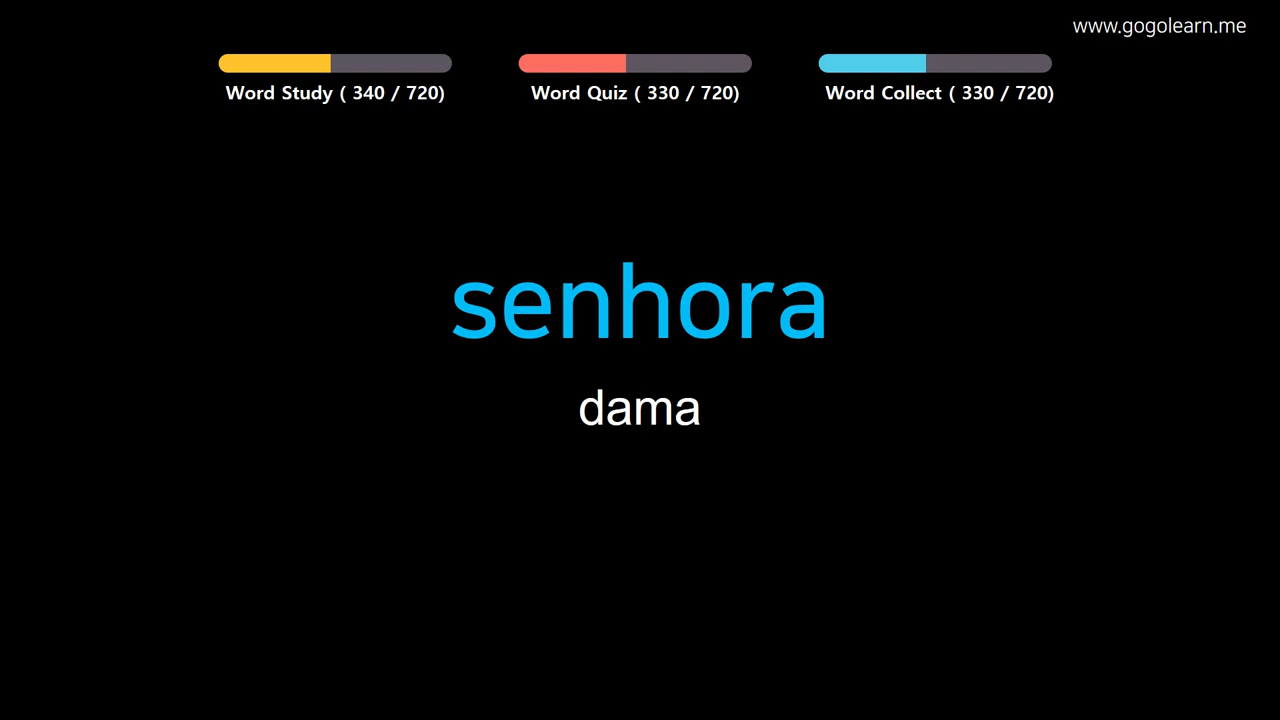 www.gogolearn.me
Word Study ( 340 / 720)
Word Quiz ( 330 / 720)
Word Collect ( 330 / 720)
senhora
dama